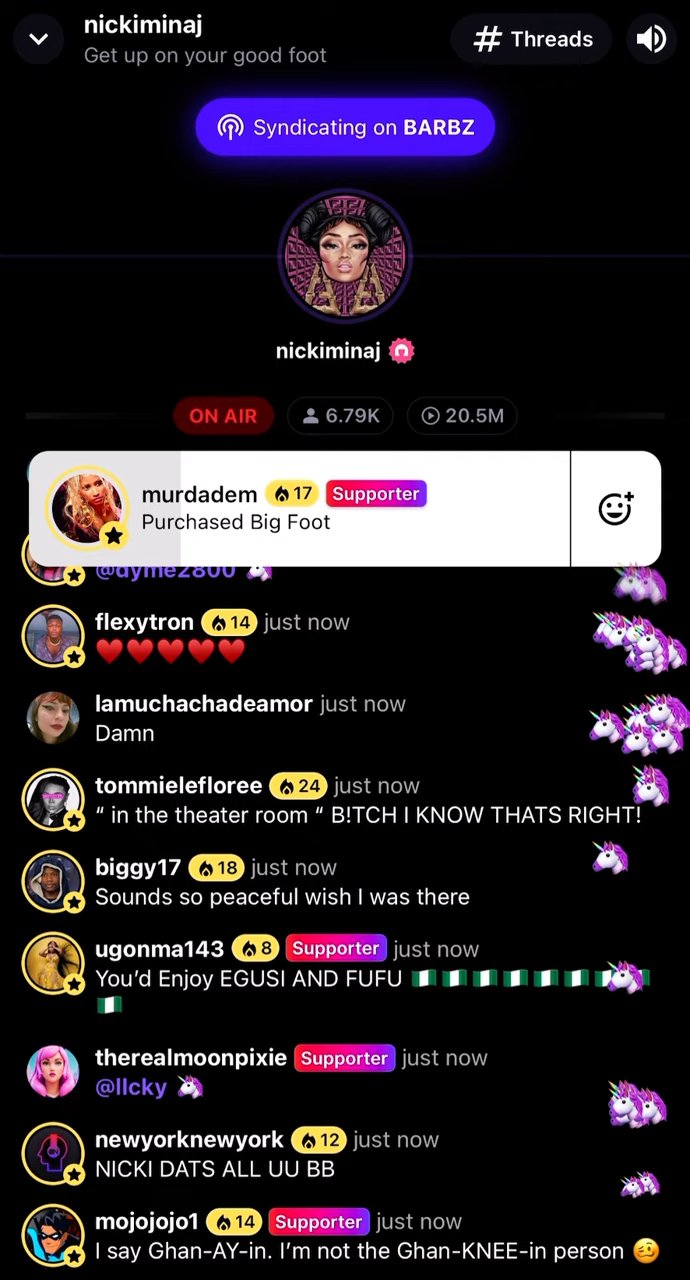 nickiminaj
Get up on your good foot
# Threads
Syndicating on BARBZ
nickiminaj
ON AIR
6.79K
20.5M
murdadem 17 Supporter
Purchased Big Foot
@dyme2800 🦄
flexytron 14 just now
❤️❤️❤️❤️❤️
lamuchachadeamor just now
Damn
tommielefloree 24 just now
“ in the theater room “ B!TCH I KNOW THATS RIGHT!
biggy17 18 just now
Sounds so peaceful wish I was there
ugonma143 8 Supporter just now
You’d Enjoy EGUSI AND FUFU 🇳🇬🇳🇬🇳🇬🇳🇬🇳🇬🇳🇬🇳🇬🇳🇬
🇳🇬
therealmoonpixie Supporter just now
@llcky 🦄
newyorknewyork 12 just now
NICKI DATS ALL UU BB
mojojojo1 14 Supporter just now
I say Ghan-AY-in. I’m not the Ghan-KNEE-in person 🥴